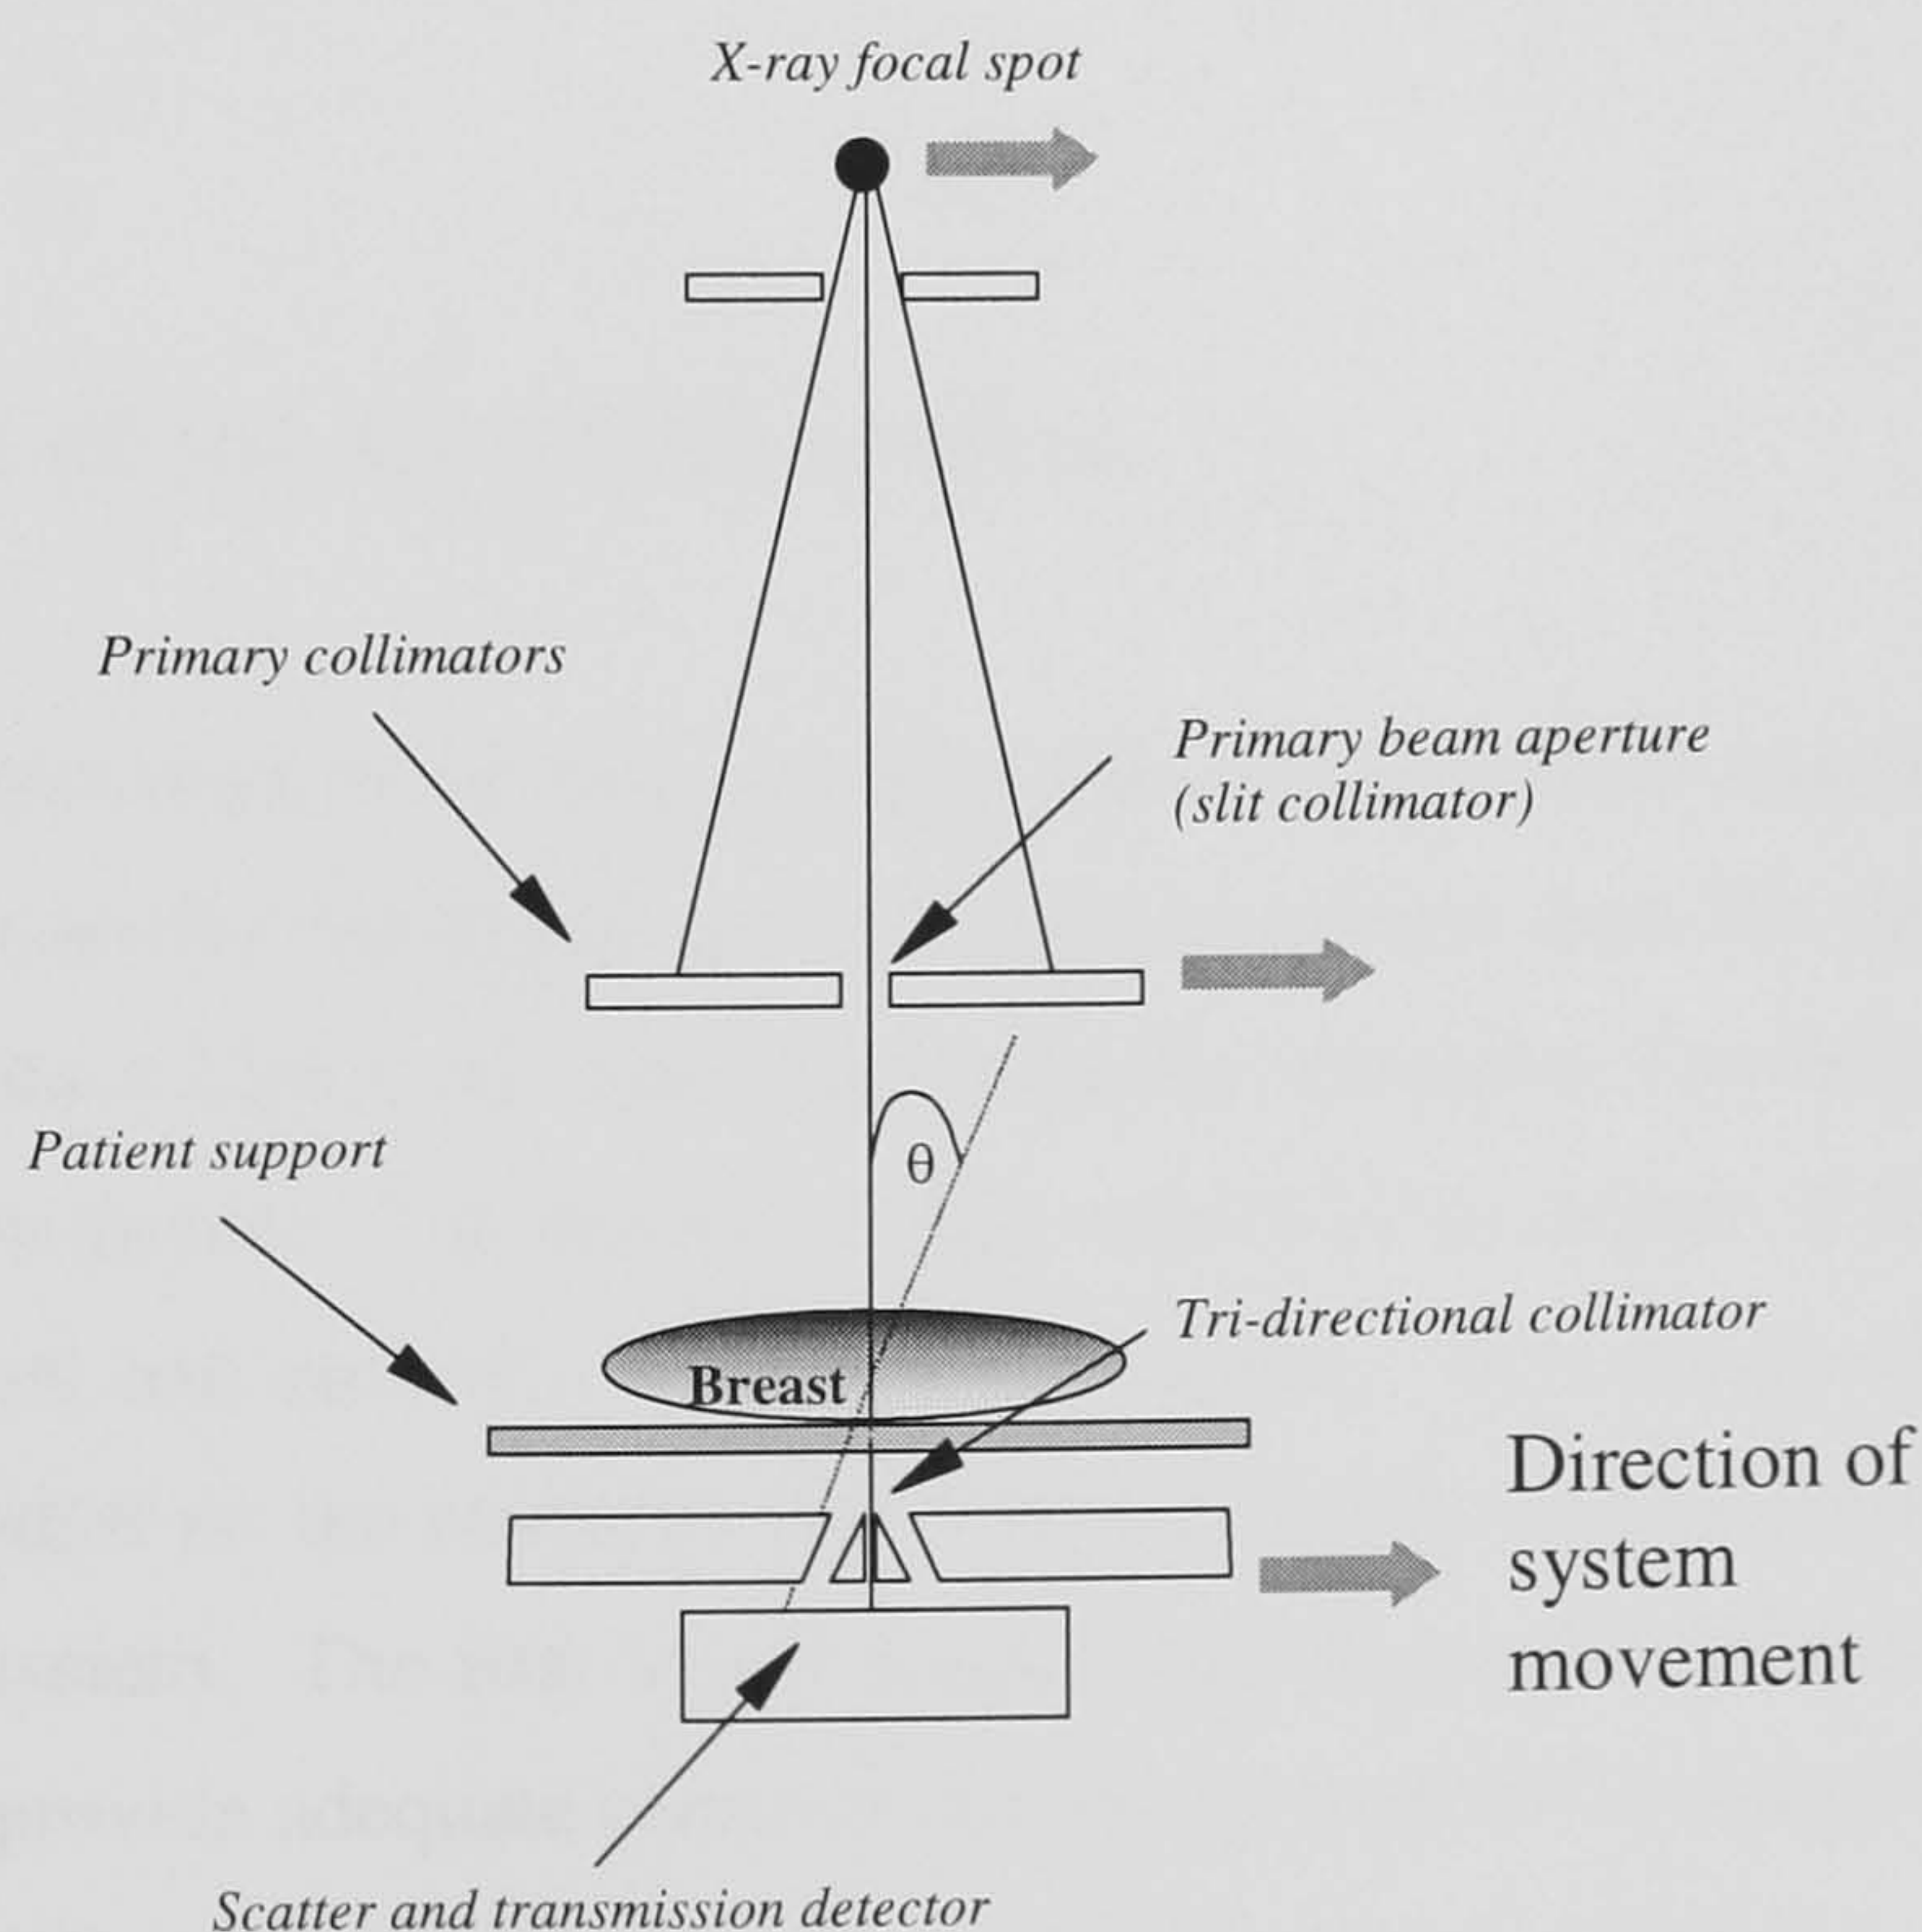 X-ray focal spot
Primary collimators
Primary beam aperture
(slit collimator)
θ
Patient support
Tri-directional collimator
Breast
Direction of
system
movement
Scatter and transmission detector